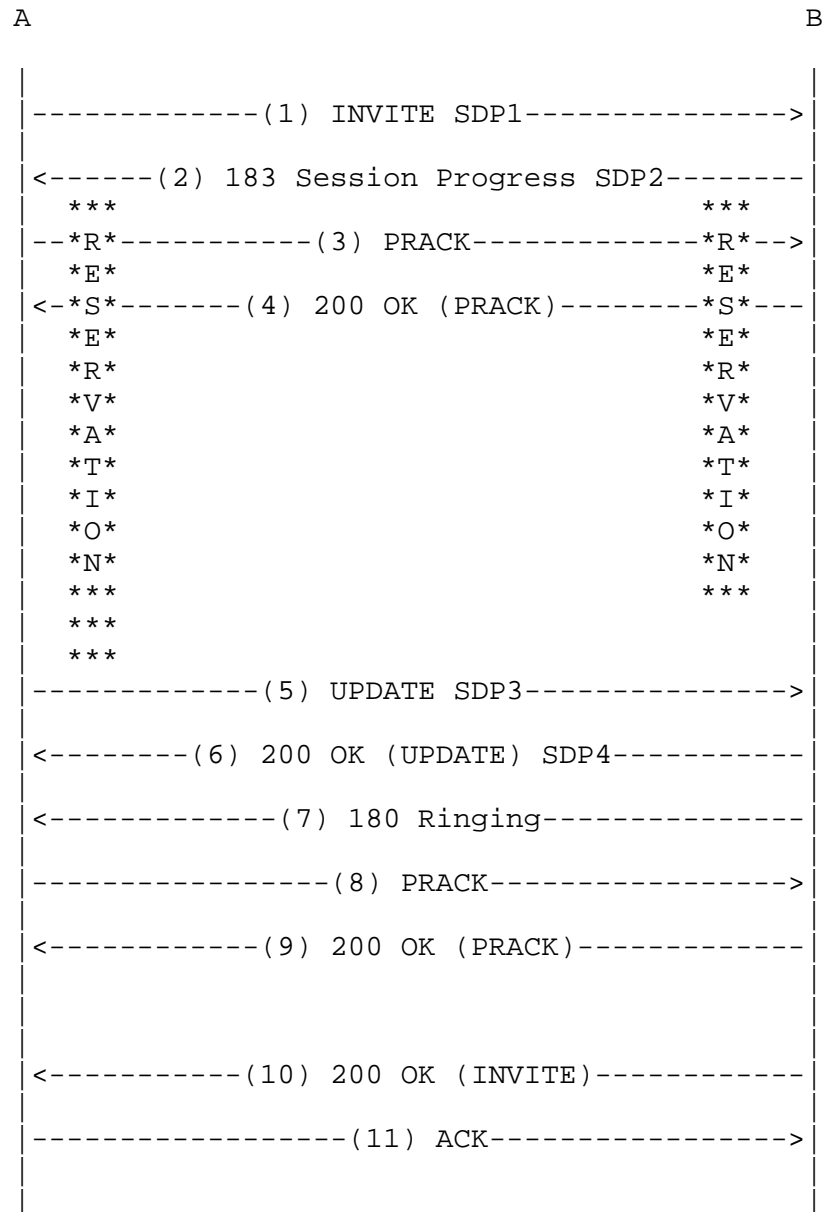 A                                                 B

|                                                 |
|-------------(1) INVITE SDP1--------------->|
|                                                 |
|<------(2) 183 Session Progress SDP2--------|
|  ***                                    ***   |
|--*R*-----------(3) PRACK-------------*R*-->|
|  *E*                                    *E*   |
|<-*S*-------(4) 200 OK (PRACK)--------*S*---|
|  *E*                                    *E*   |
|  *R*                                    *R*   |
|  *V*                                    *V*   |
|  *A*                                    *A*   |
|  *T*                                    *T*   |
|  *I*                                    *I*   |
|  *O*                                    *O*   |
|  *N*                                    *N*   |
|  ***                                    ***   |
|  ***                                          |
|  ***                                          |
|-------------(5) UPDATE SDP3--------------->|
|                                                 |
|<--------(6) 200 OK (UPDATE) SDP4-----------|
|                                                 |
|<-------------(7) 180 Ringing---------------|
|                                                 |
|-----------------(8) PRACK----------------->|
|                                                 |
|<------------(9) 200 OK (PRACK)-------------|
|                                                 |
|                                                 |
|                                                 |
|<-----------(10) 200 OK (INVITE)------------|
|                                                 |
|------------------(11) ACK----------------->|
|                                                 |
|                                                 |